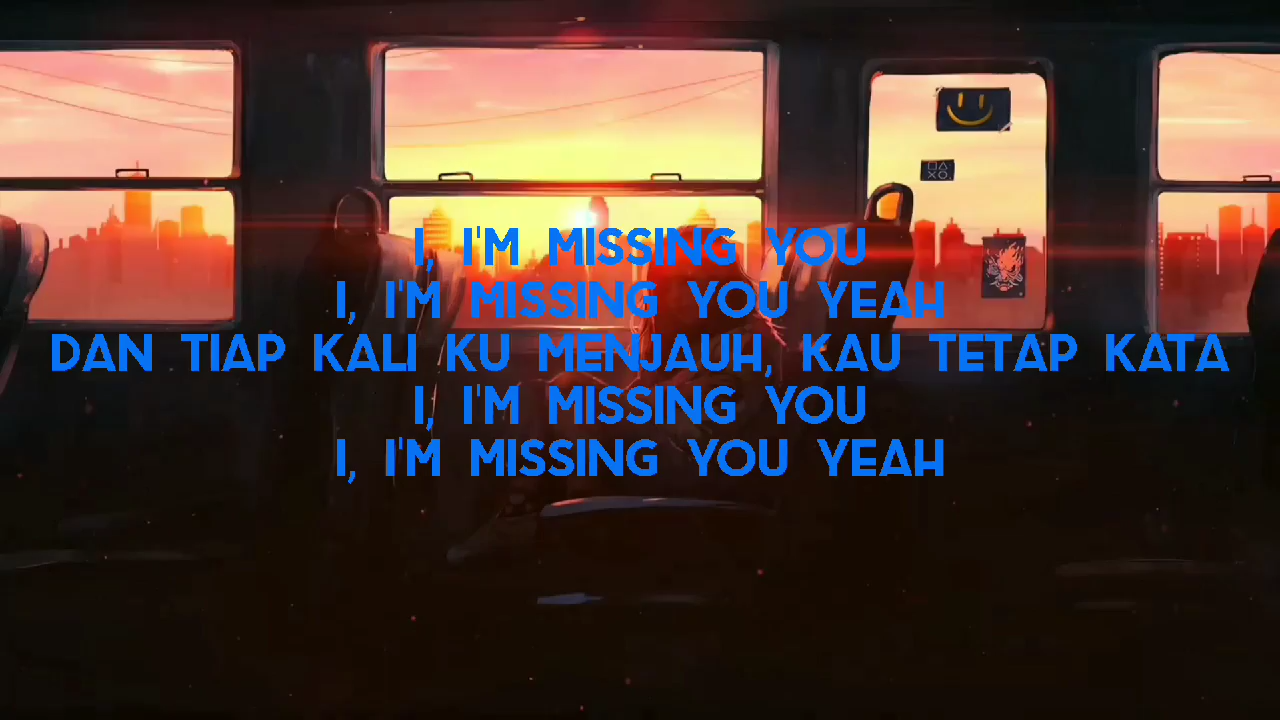 I, I'M MISSING YOU
I, I'M MISSING YOU YEAH
DAN TIAP KALI KU MENJAUH, KAU TETAP KATA
I, I'M MISSING YOU
I, I'M MISSING YOU YEAH